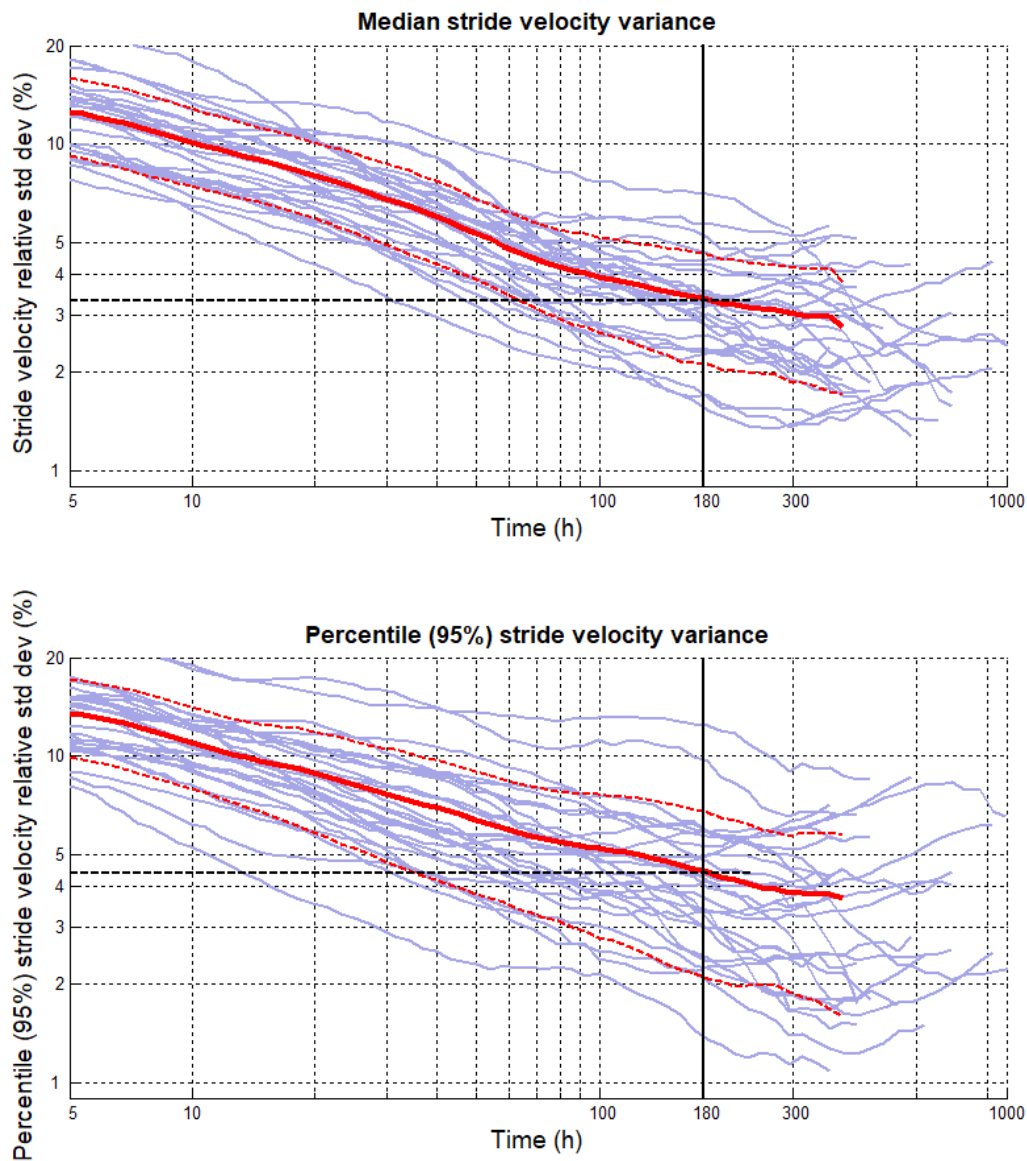 Median stride velocity variance
Stride velocity relative std dev (%)
20
10
5
4
3
2
1
5 10 100 180 300 1000
Time (h)
Percentile (95%) stride velocity variance
Percentile (95%) stride velocity relative std dev (%)
20
10
5
4
3
2
1
5 10 100 180 300 1000
Time (h)